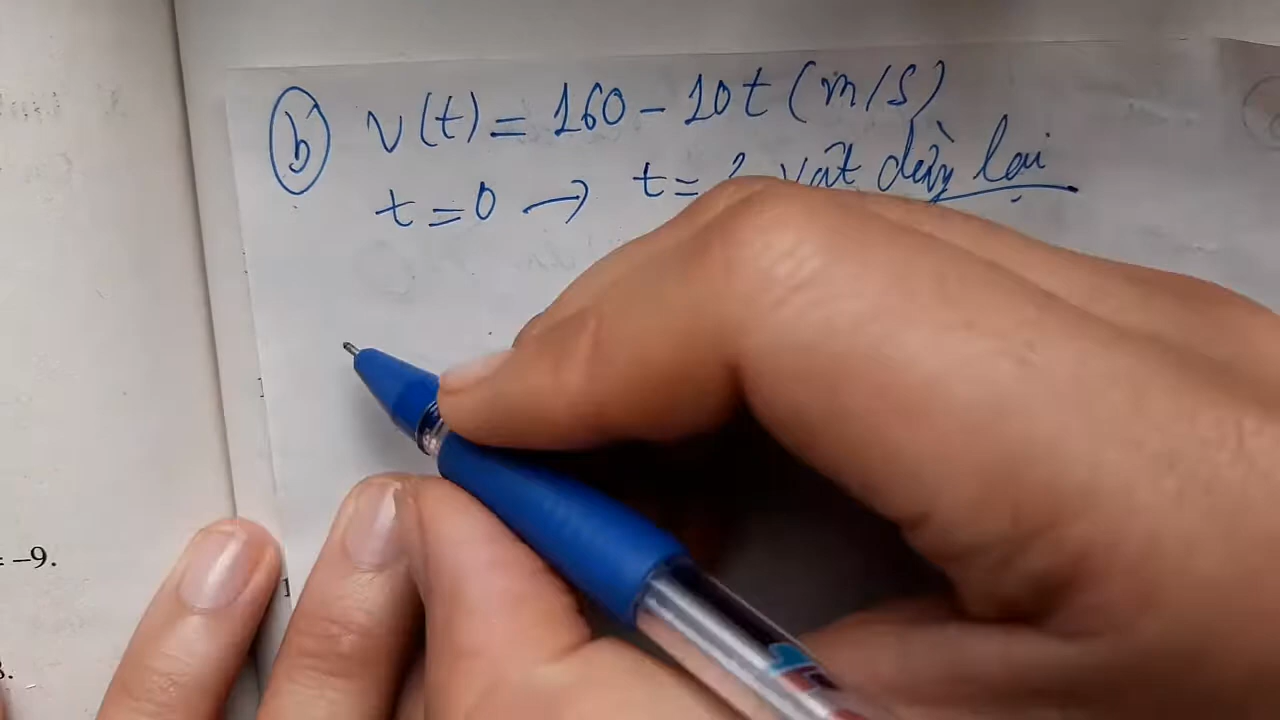 b) v(t) = 160 - 10t (m/s)
t = 0 → t = ? vật dừng lại
= -9.